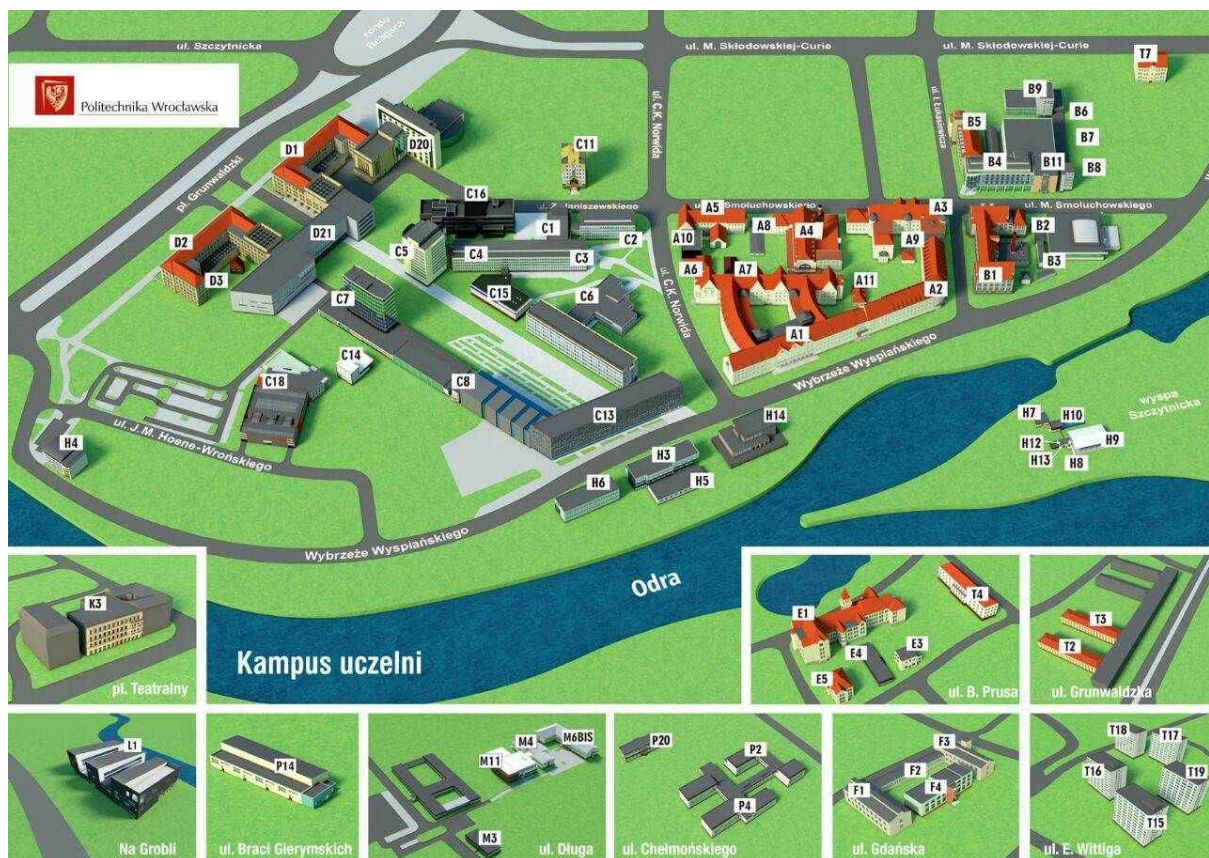 rondo
Reagana
ul. Szczytnicka
ul. M. Skłodowskiej-Curie
ul. M. Skłodowskiej-Curie
T7
Politechnika Wrocławska
ul. C.K. Norwida
ul. I. Łukasiewicza
B9
B6
B5
B7
B4
B11
B8
D1
D20
C11
pl. Grunwaldzki
C16
Z. Janiszewskiego
Smoluchowskiego
ul. M. Smoluchowskiego
D2
D21
D3
C5
C1
C2
C4
C3
A5
A8
A4
A3
A10
A9
B2
B3
B1
A6
A7
A11
A2
C7
C15
C6
ul. C.K. Norwida
A1
Wybrzeże Wyspiańskiego
C14
C18
C8
C13
H14
wyspa
Szczytnicka
H7
H10
H12
H9
H13
H8
ul. J.M. Hoene-Wrońskiego
H4
H3
H6
H5
Wybrzeże Wyspiańskiego
Odra
Kampus uczelni
K3
pl. Teatralny
E1
T4
E4
E3
E5
ul. B. Prusa
T3
T2
ul. Grunwaldzka
L1
Na Grobli
P14
ul. Braci Gierymskich
M4
M6BIS
M11
M3
ul. Długa
P20
P2
P4
ul. Chełmońskiego
F3
F2
F1
F4
ul. Gdańska
T18
T17
T16
T19
T15
ul. E. Wittiga